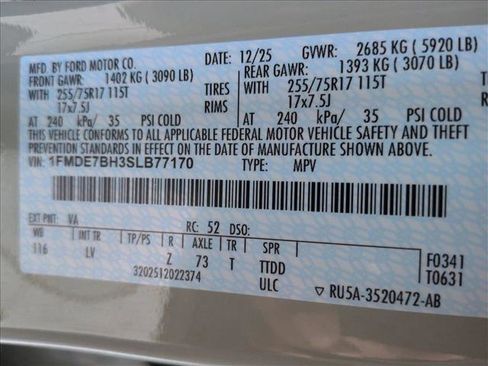 MFD. BY FORD MOTOR CO. DATE: 12/25 GVWR: 2685 KG (5920 LB)
FRONT GAWR: 1402 KG (3090 LB) REAR GAWR: 1393 KG (3070 LB)
WITH 255/75R17 115T TIRES WITH 255/75R17 115T
17x7.5J RIMS 17x7.5J
AT 240 kPa/ 35 PSI COLD AT 240 kPa/ 35 PSI COLD
THIS VEHICLE CONFORMS TO ALL APPLICABLE FEDERAL MOTOR VEHICLE SAFETY AND THEFT
PREVENTION STANDARDS IN EFFECT ON THE DATE OF MANUFACTURE SHOWN ABOVE.
VIN: 1FMDE7BH3SLB77170 TYPE: MPV
EXT PNT: VA RC: 52 DSO:
WB INT TR TP/PS R AXLE TR SPR
116 LV Z 73 T TTDD
3202512022374 ULC
F0341
T0631
RU5A-3520472-AB